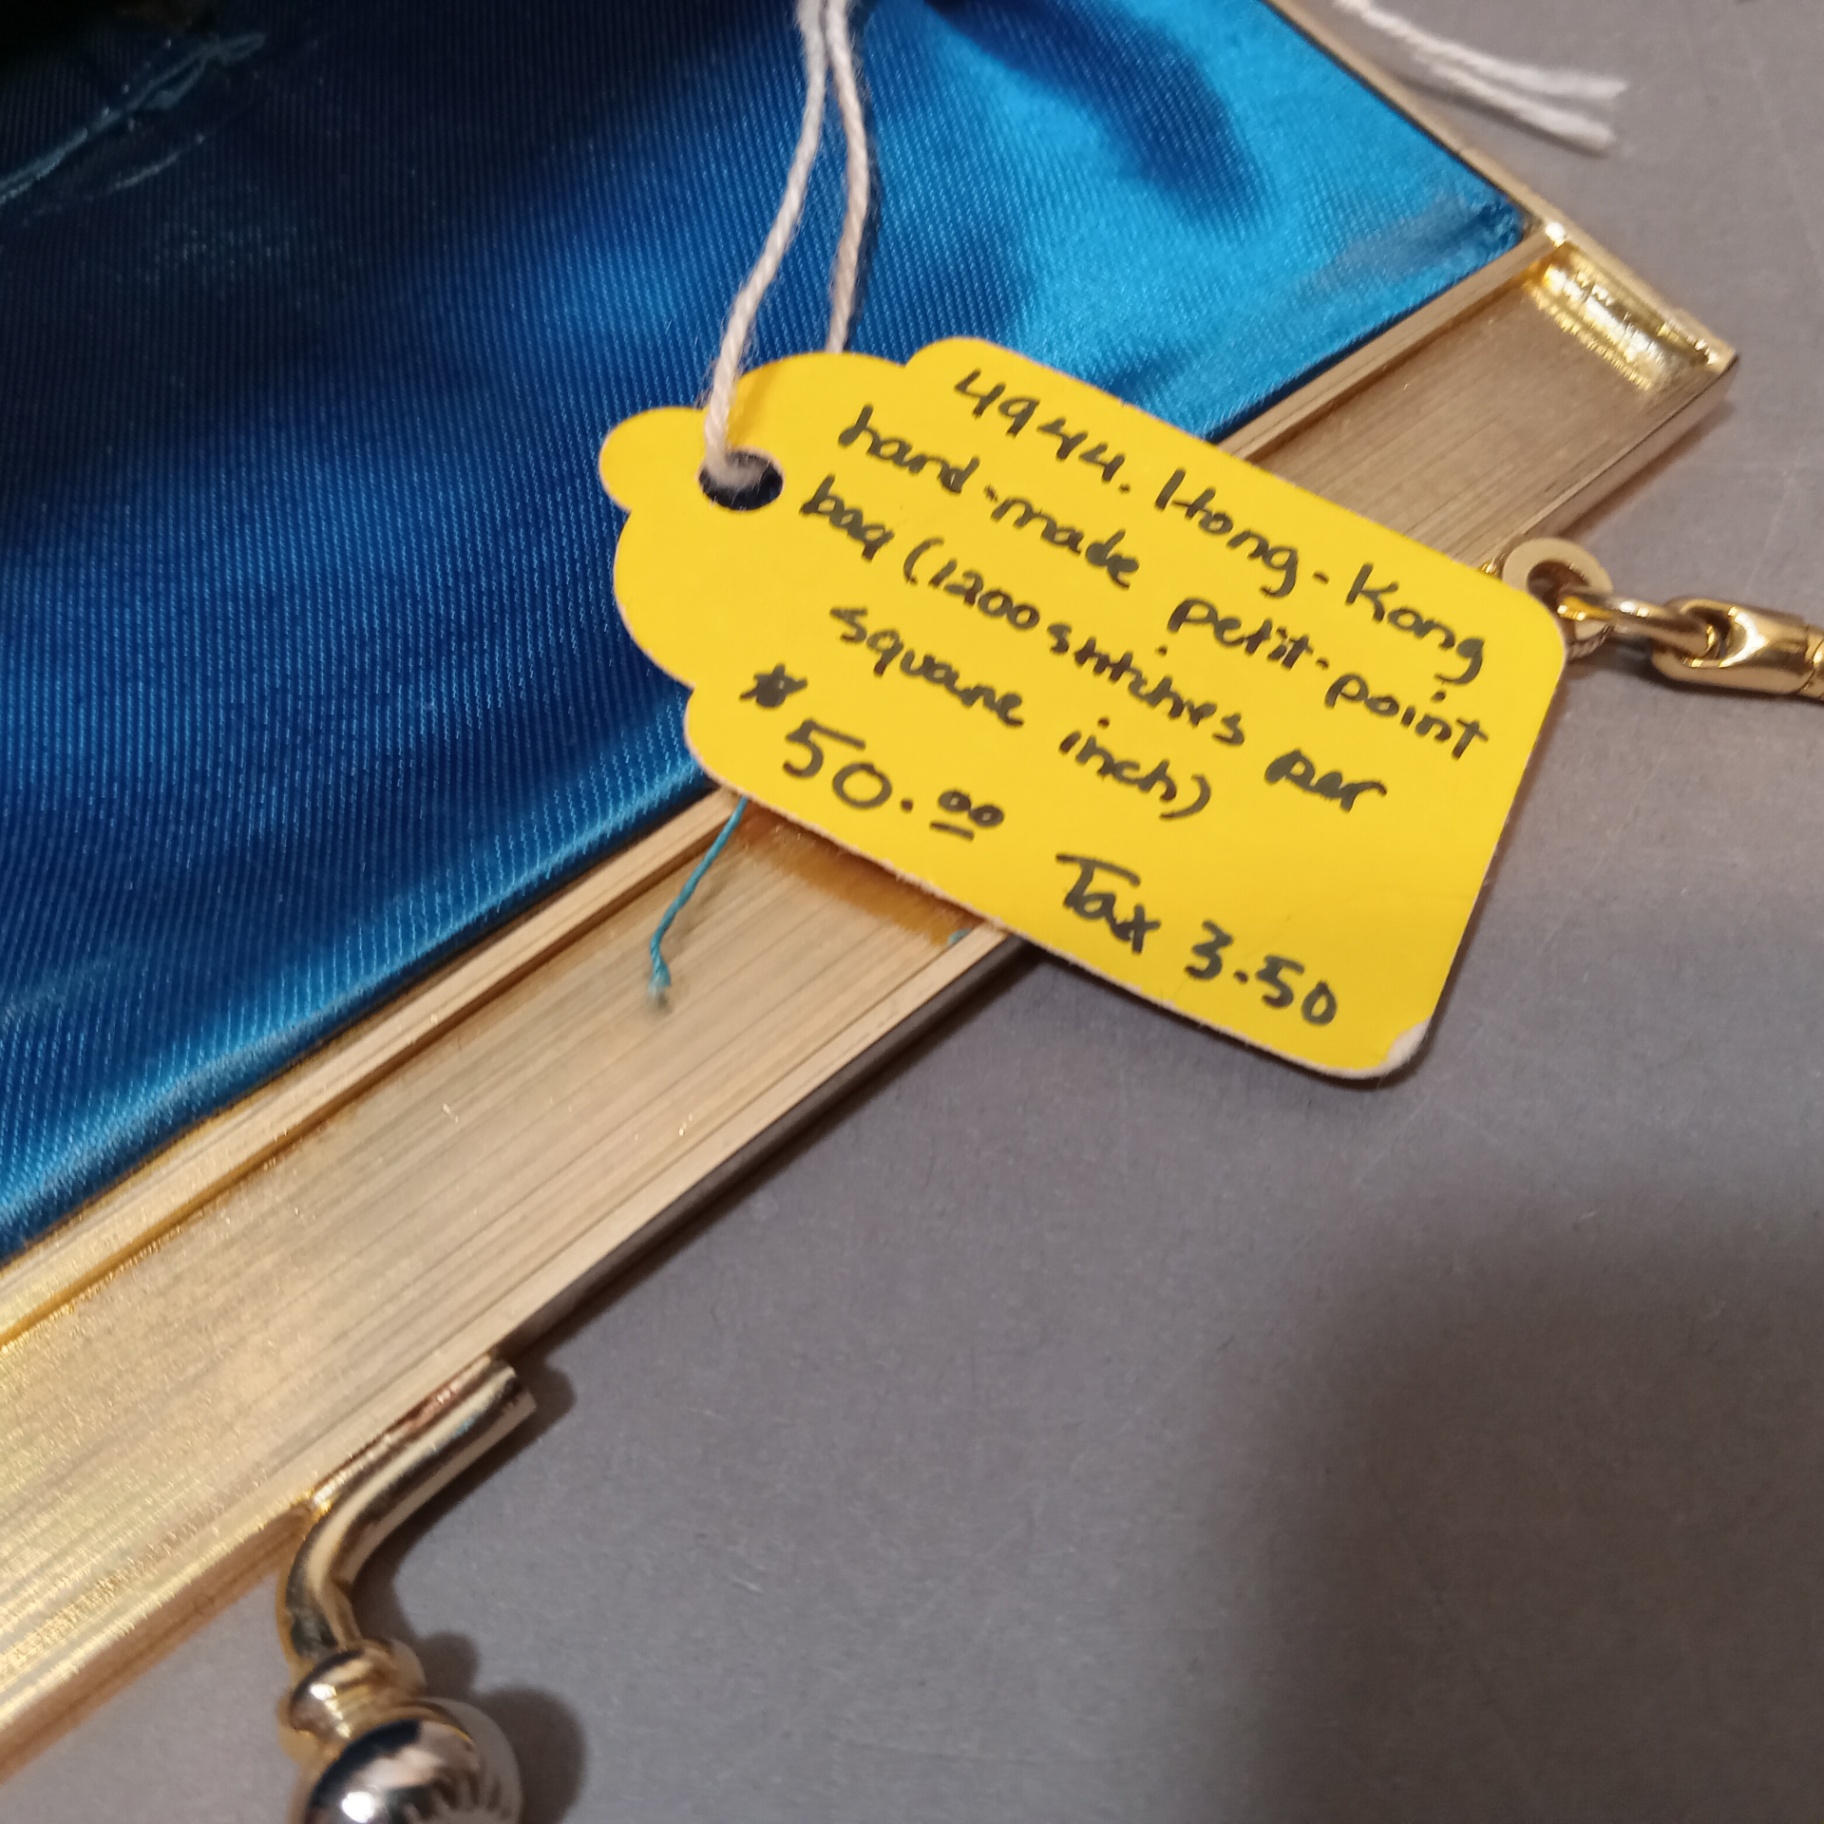 4944. Hong-Kong
hand-made petit-point
bag (1200 stitches per
square inch)
$50.00
Tax 3.50